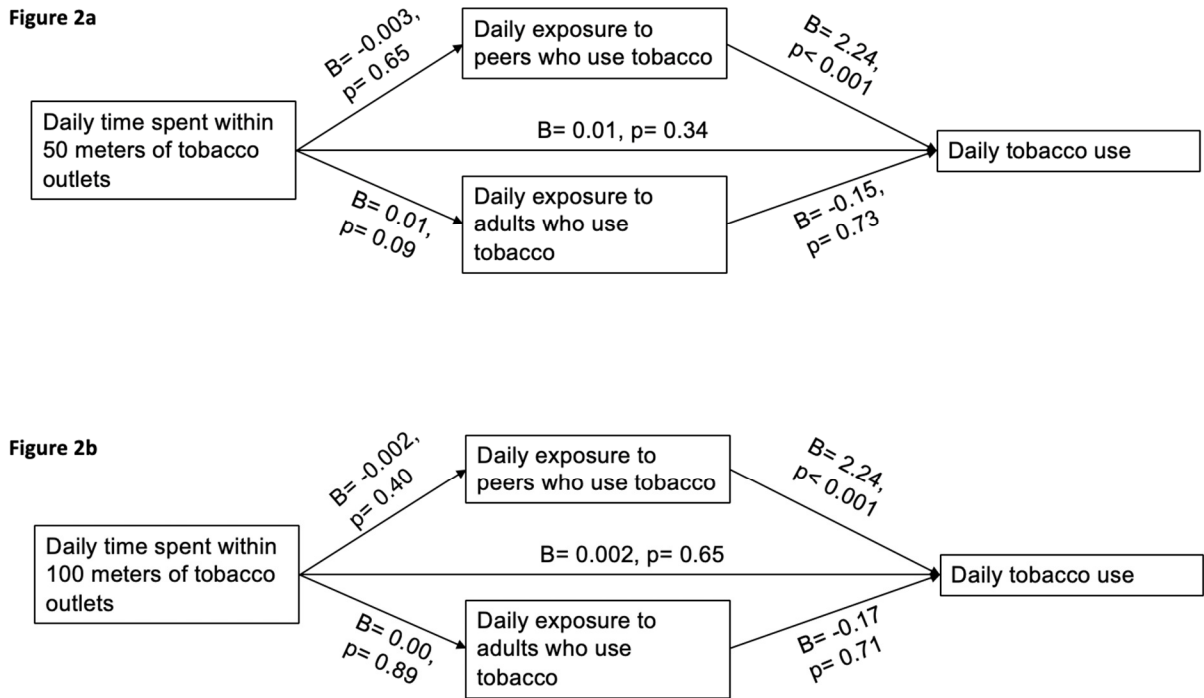 Figure 2a
B= -0.003,
p= 0.65
Daily exposure to
peers who use tobacco
B= 2.24,
p< 0.001
Daily time spent within
50 meters of tobacco
outlets
B= 0.01, p= 0.34
Daily tobacco use
B= 0.01,
p= 0.09
Daily exposure to
adults who use
tobacco
B= -0.15,
p= 0.73
Figure 2b
B= -0.002,
p= 0.40
Daily exposure to
peers who use tobacco
B= 2.24,
p< 0.001
Daily time spent within
100 meters of tobacco
outlets
B= 0.002, p= 0.65
Daily tobacco use
B= 0.00,
p= 0.89
Daily exposure to
adults who use
tobacco
B= -0.17
p= 0.71